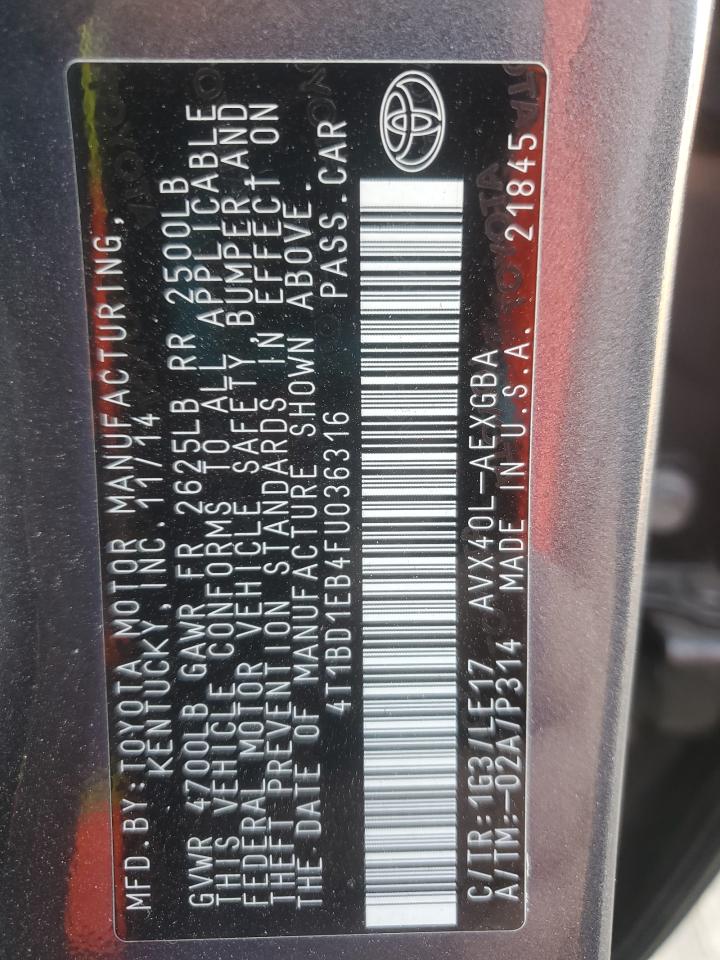 MFD.BY:TOYOTA MOTOR MANUFACTURING,
KENTUCKY, INC.11/14
GVWR 4700LB GAWR FR 2625LB RR 2500LB
THIS VEHICLE CONFORMS TO ALL APPLICABLE
FEDERAL MOTOR VEHICLE SAFETY,BUMPER,AND
THEFT PREVENTION STANDARDS IN EFFECT ON
THE DATE OF MANUFACTURE SHOWN ABOVE.
4T1BD1EB4FU036316 PASS.CAR
C/TR:1G3/LE17 AVX40L-AEXGBA
A/TM:-02A/P314 MADE IN U.S.A. 21845